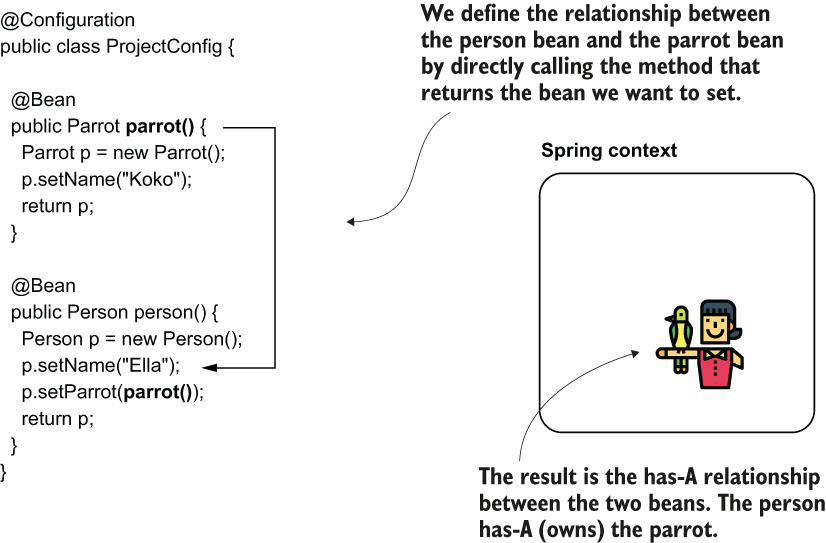 @Configuration
public class ProjectConfig {
@Bean
public Parrot parrot() {
Parrot p = new Parrot();
p.setName("Koko");
return p;
}
@Bean
public Person person() {
Person p = new Person();
p.setName("Ella");
p.setParrot(parrot());
return p;
}
}
We define the relationship between
the person bean and the parrot bean
by directly calling the method that
returns the bean we want to set.
Spring context
The result is the has-A relationship
between the two beans. The person
has-A (owns) the parrot.